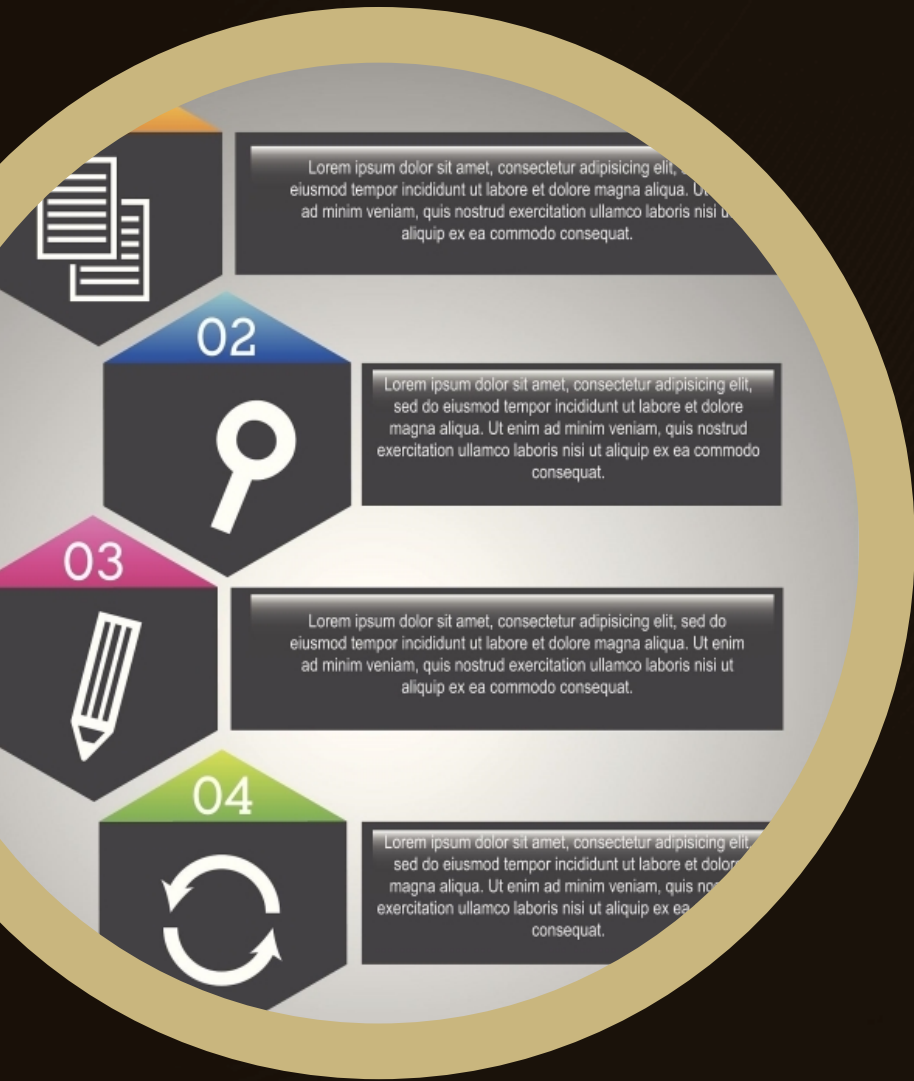 Lorem ipsum dolor sit amet, consectetur adipisicing elit,
eiusmod tempor incididunt ut labore et dolore magna aliqua.
ad minim veniam, quis nostrud exercitation ullamco laboris nisi
aliquip ex ea commodo consequat.
02
Lorem ipsum dolor sit amet, consectetur adipisicing elit,
sed do eiusmod tempor incididunt ut labore et dolore
magna aliqua. Ut enim ad minim veniam, quis nostrud
exercitation ullamco laboris nisi ut aliquip ex ea commodo
consequat.
03
Lorem ipsum dolor sit amet, consectetur adipisicing elit, sed do
eiusmod tempor incididunt ut labore et dolore magna aliqua. Ut enim
ad minim veniam, quis nostrud exercitation ullamco laboris nisi ut
aliquip ex ea commodo consequat.
04
Lorem ipsum dolor sit amet, consectetur adipisicing elit,
sed do eiusmod tempor incididunt ut labore et dolore
magna aliqua. Ut enim ad minim veniam, quis
exercitation ullamco laboris nisi ut aliquip ex ea
consequat.